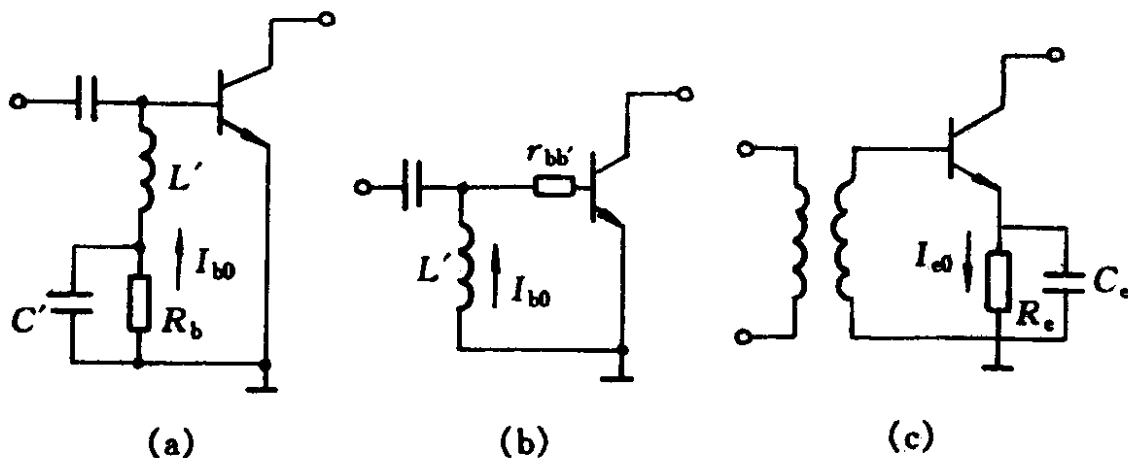 L′
I_b0
C′
R_b
(a)
r_bb′
L′
I_b0
(b)
I_e0
R_e
C_e
(c)